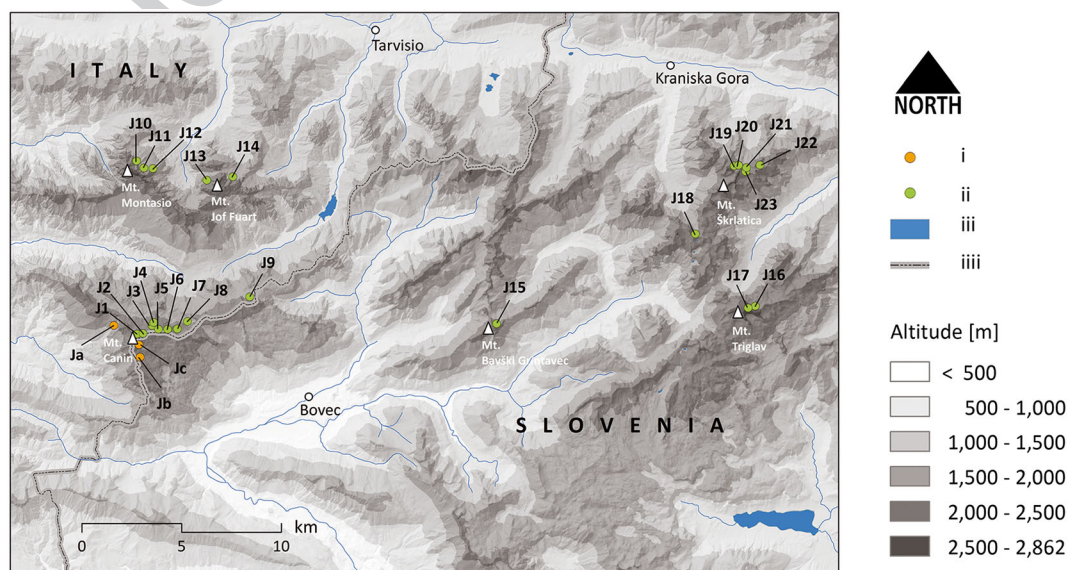 ITALY
Tarvisio
Kraniska Gora
J10
J11
J12
J13
J14
Mt.
Montasio
Mt.
Jof Fuart
J19
J20
J21
J22
J23
Mt.
Škrlatica
J18
J9
J4
J3
J2
J1
J5
J6
J7
J8
Ja
Mt.
Canin
Jc
Jb
J15
Mt.
Bavški Grintavec
J17
J16
Mt.
Triglav
Bovec
SLOVENIA
km
0 5 10
NORTH
i
ii
iii
iiii
Altitude [m]
< 500
500 - 1,000
1,000 - 1,500
1,500 - 2,000
2,000 - 2,500
2,500 - 2,862